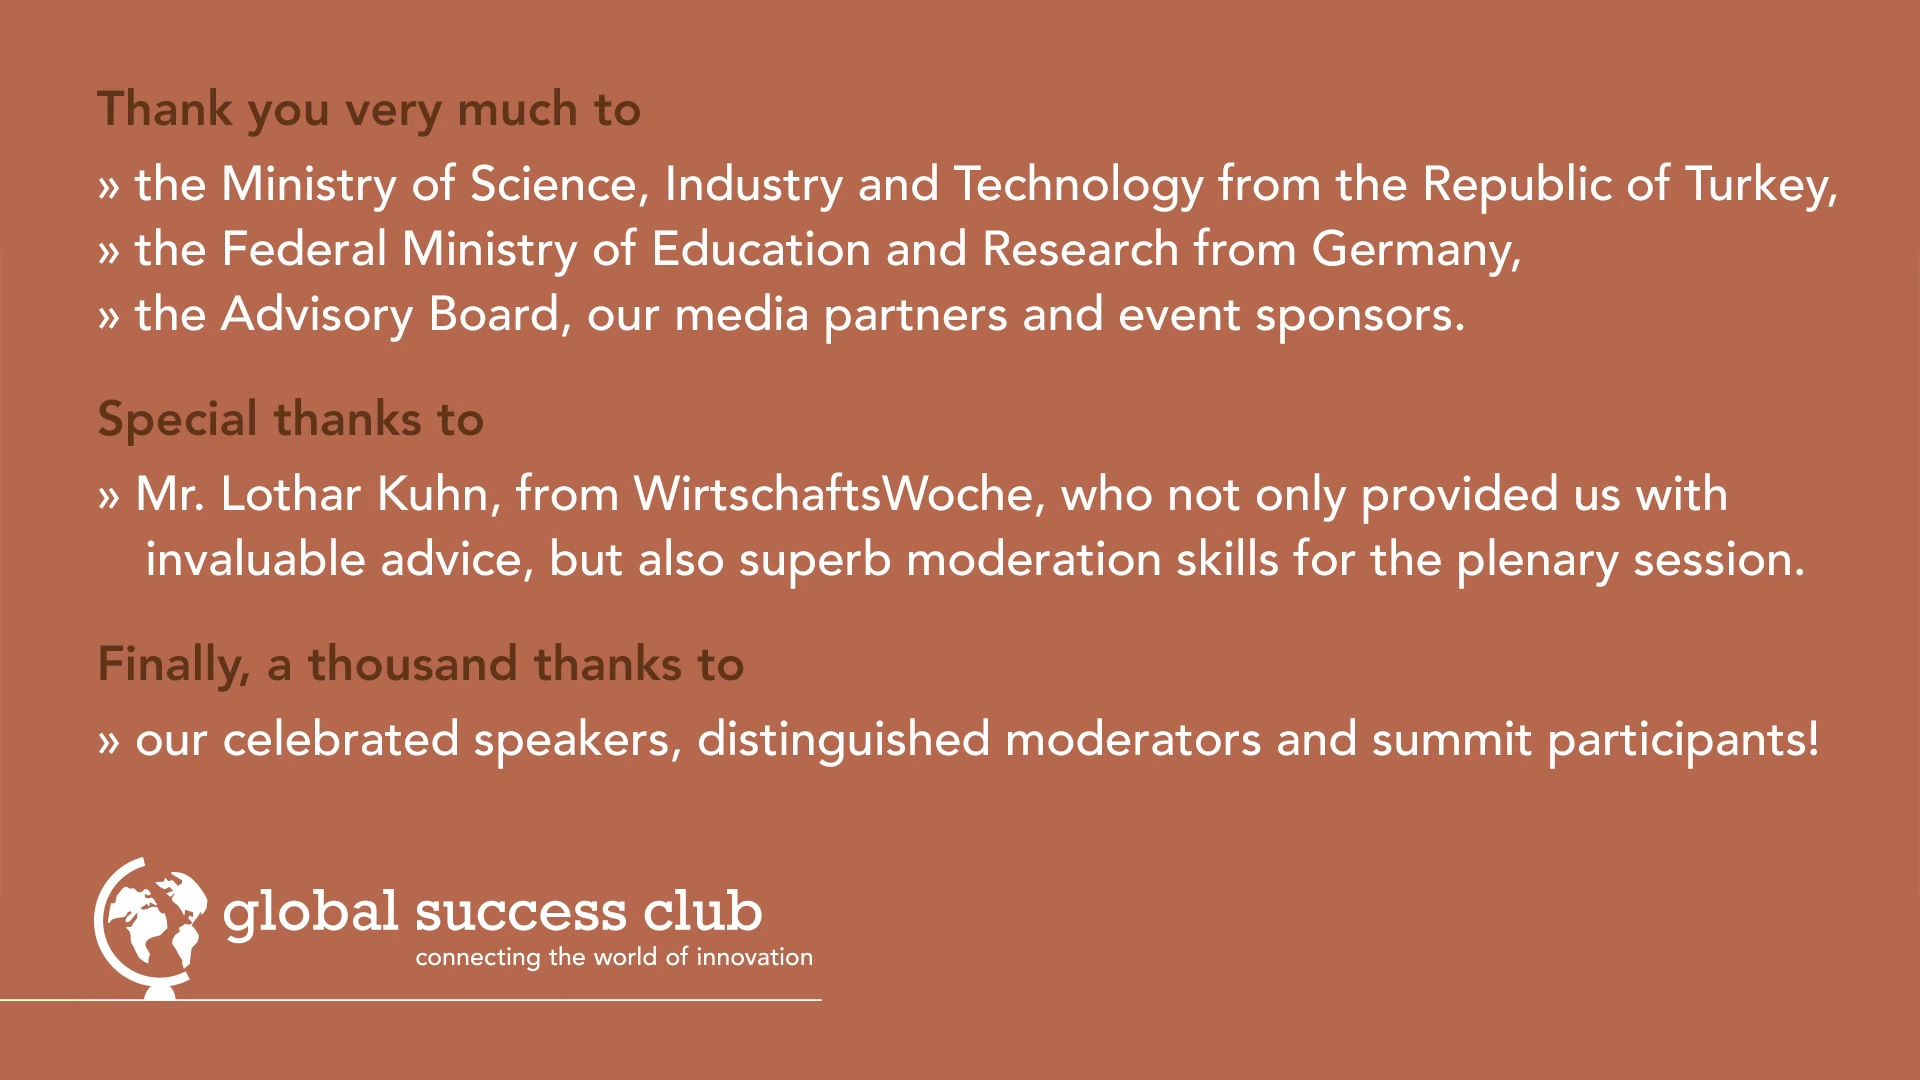 Thank you very much to
» the Ministry of Science, Industry and Technology from the Republic of Turkey,
» the Federal Ministry of Education and Research from Germany,
» the Advisory Board, our media partners and event sponsors.
Special thanks to
» Mr. Lothar Kuhn, from WirtschaftsWoche, who not only provided us with
invaluable advice, but also superb moderation skills for the plenary session.
Finally, a thousand thanks to
» our celebrated speakers, distinguished moderators and summit participants!
global success club
connecting the world of innovation